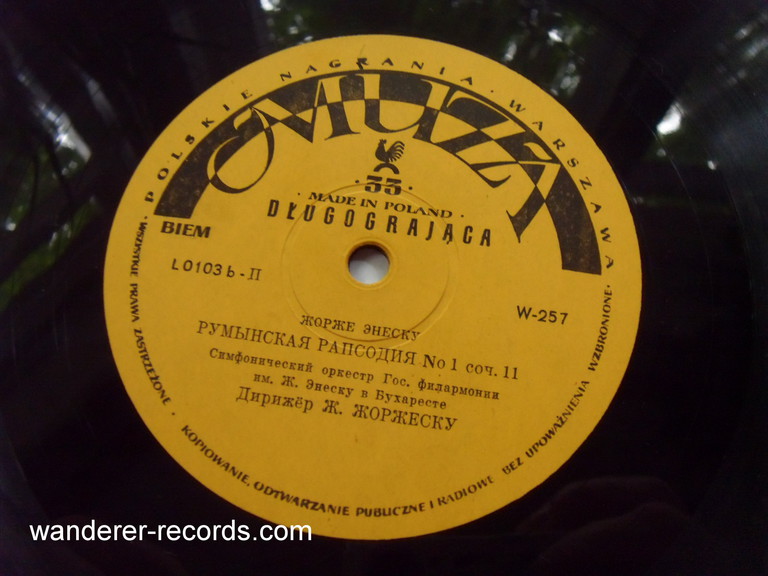 POLSKIE NAGRANIA · WARSZAWA
MUZA
· 33 ·
· MADE IN POLAND ·
DŁUGOGRAJĄCA
BIEM
L0103b-II
W-257
ЖОРЖЕ ЭНЕСКУ
РУМЫНСКАЯ РАПСОДИЯ No 1 соч. 11
Симфонический оркестр Гос. филармонии
им. Ж. Энеску в Бухаресте
Дирижёр Ж. ЖОРЖЕСКУ
· WSZYSTKIE PRAWA ZASTRZEŻONE · KOPIOWANIE, ODTWARZANIE PUBLICZNE I RADIOWE BEZ UPOWAŻNIENIA WZBRONIONE ·
wanderer-records.com